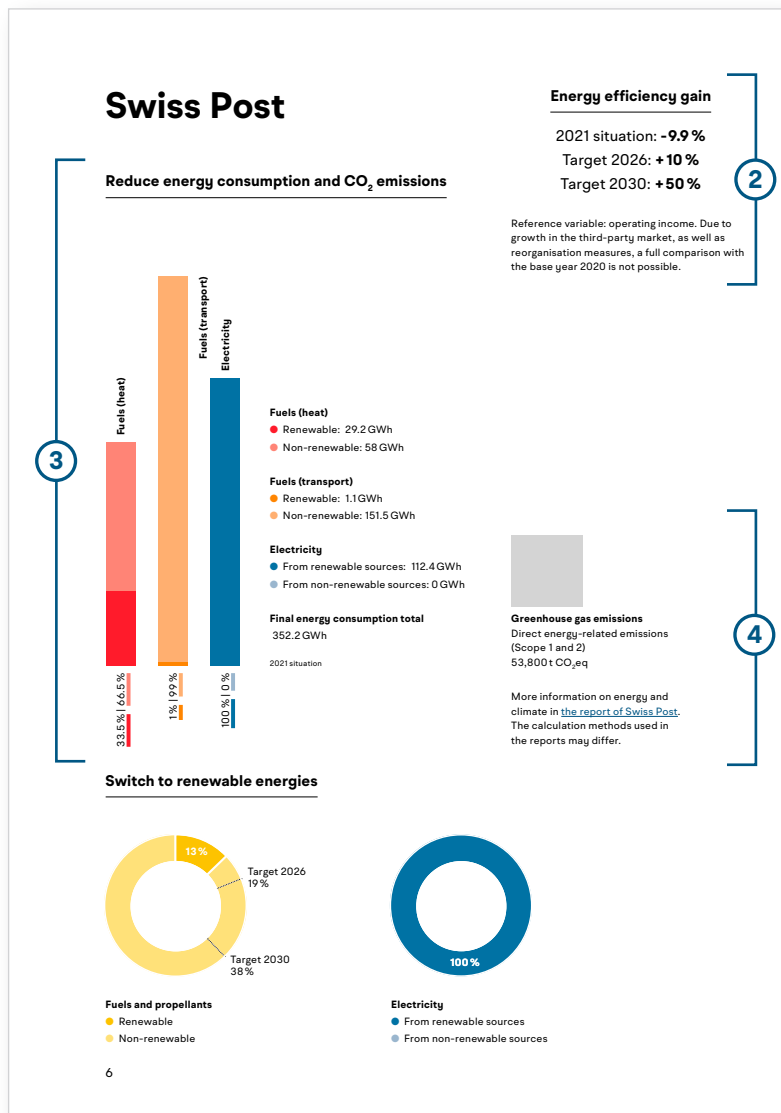 Swiss Post
Energy efficiency gain
2021 situation: -9.9 %
Target 2026: +10 %
Target 2030: +50 %
2
Reference variable: operating income. Due to
growth in the third-party market, as well as
reorganisation measures, a full comparison with
the base year 2020 is not possible.
Reduce energy consumption and CO2 emissions
3
Fuels (heat)
Fuels (transport)
Electricity
33.5 % | 66.5 %
1 % | 99 %
100 % | 0 %
Fuels (heat)
Renewable: 29.2 GWh
Non-renewable: 58 GWh
Fuels (transport)
Renewable: 1.1 GWh
Non-renewable: 151.5 GWh
Electricity
From renewable sources: 112.4 GWh
From non-renewable sources: 0 GWh
Final energy consumption total
352.2 GWh
2021 situation
4
Greenhouse gas emissions
Direct energy-related emissions
(Scope 1 and 2)
53,800 t CO2eq
More information on energy and
climate in the report of Swiss Post.
The calculation methods used in
the reports may differ.
Switch to renewable energies
13 %
Target 2026
19 %
Target 2030
38 %
Fuels and propellants
Renewable
Non-renewable
100 %
Electricity
From renewable sources
From non-renewable sources
6